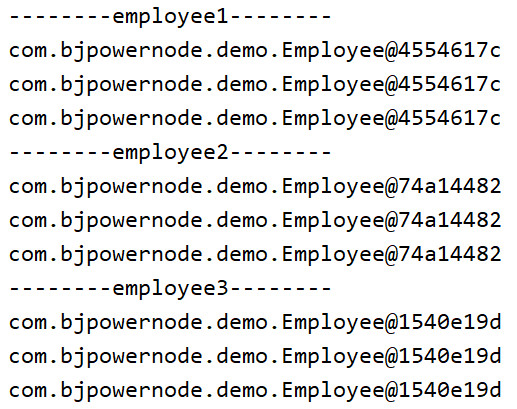 --------employee1--------
com.bjpowernode.demo.Employee@4554617c
com.bjpowernode.demo.Employee@4554617c
com.bjpowernode.demo.Employee@4554617c
--------employee2--------
com.bjpowernode.demo.Employee@74a14482
com.bjpowernode.demo.Employee@74a14482
com.bjpowernode.demo.Employee@74a14482
--------employee3--------
com.bjpowernode.demo.Employee@1540e19d
com.bjpowernode.demo.Employee@1540e19d
com.bjpowernode.demo.Employee@1540e19d